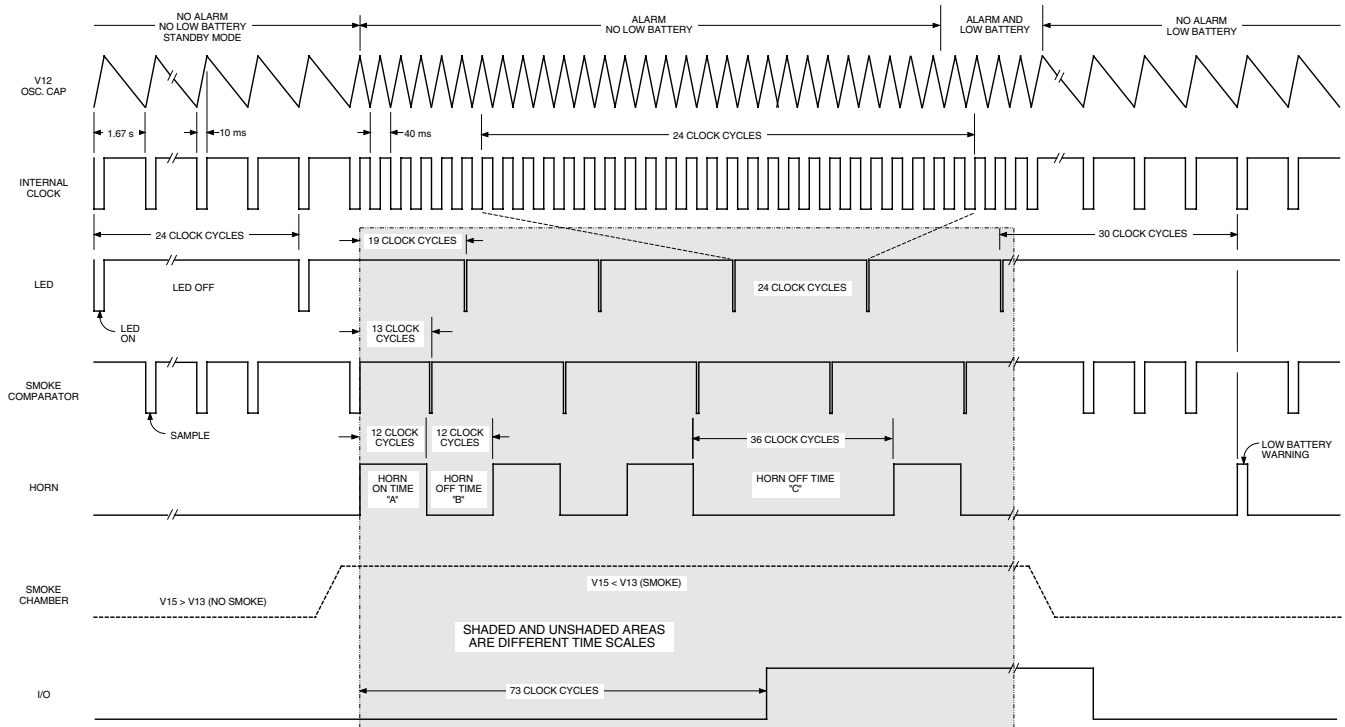 NO ALARM
NO LOW BATTERY
STANDBY MODE
ALARM
NO LOW BATTERY
ALARM AND
LOW BATTERY
NO ALARM
LOW BATTERY
V12
OSC. CAP
1.67 s
10 ms
40 ms
24 CLOCK CYCLES
INTERNAL
CLOCK
24 CLOCK CYCLES
19 CLOCK CYCLES
30 CLOCK CYCLES
LED
LED OFF
24 CLOCK CYCLES
LED
ON
13 CLOCK
CYCLES
SMOKE
COMPARATOR
SAMPLE
12 CLOCK
CYCLES
12 CLOCK
CYCLES
36 CLOCK CYCLES
LOW BATTERY
WARNING
HORN
HORN
ON TIME
"A"
HORN
OFF TIME
"B"
HORN OFF TIME
"C"
SMOKE
CHAMBER
V15 > V13 (NO SMOKE)
V15 < V13 (SMOKE)
SHADED AND UNSHADED AREAS
ARE DIFFERENT TIME SCALES
I/O
73 CLOCK CYCLES